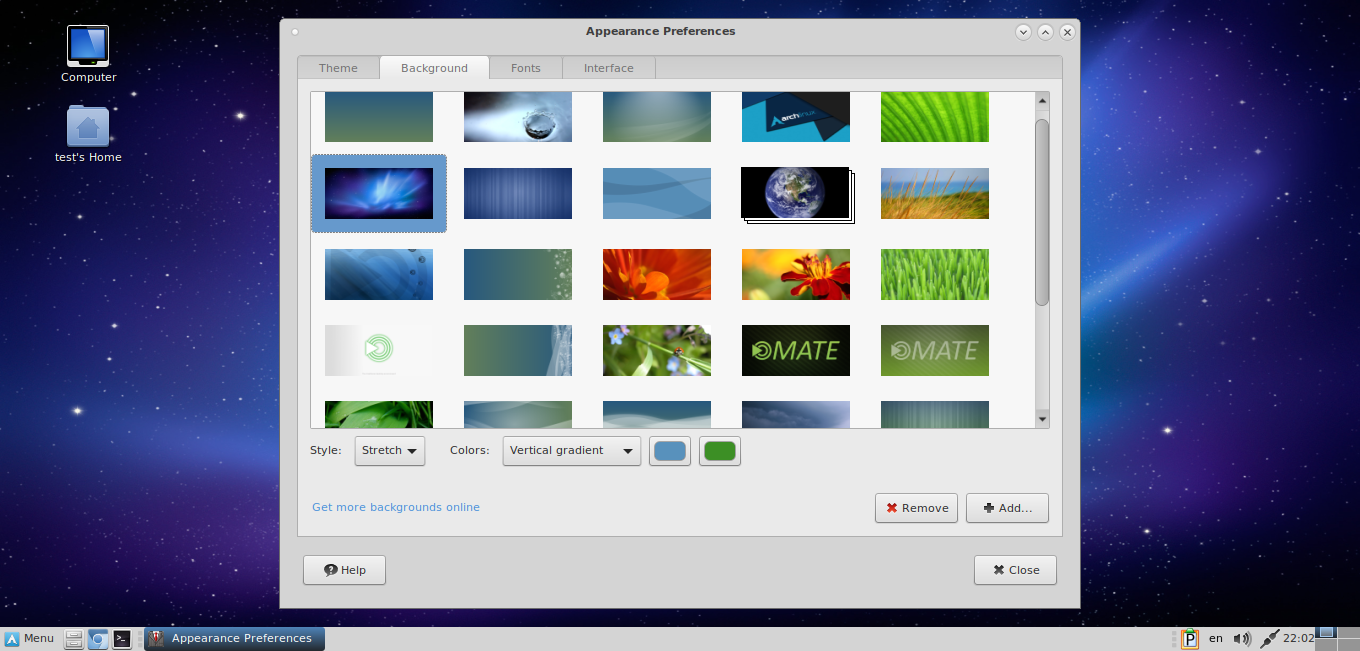 Appearance Preferences
Computer
test's Home
Theme
Background
Fonts
Interface
archlinux
MATE
MATE
Style:
Stretch
Colors:
Vertical gradient
Get more backgrounds online
Remove
Add...
Help
Close
Menu
Appearance Preferences
P
en
22:02